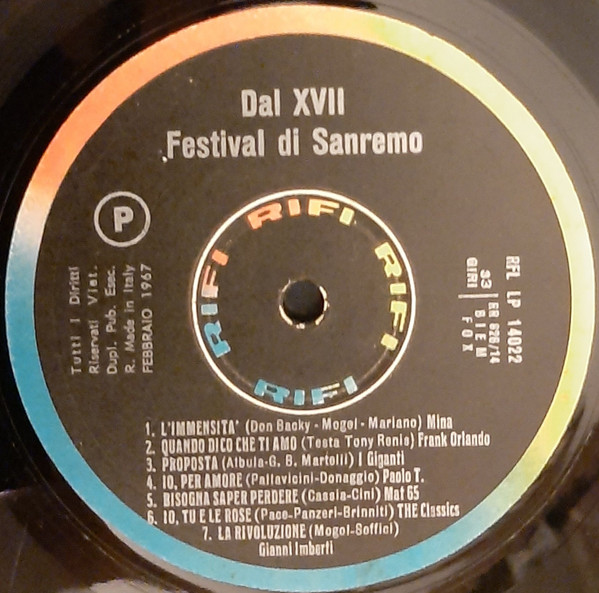 Dal XVII
Festival di Sanremo
P
Tutti i Diritti
Riservati Viet.
Dupl. Pub. Esec.
R. Made in Italy
FEBBRAIO 1967
RIFI RIFI RIFI RIFI RIFI
RFL LP 14022
33 GIRI
RR 826/14
BIEM
FOX
1. L'IMMENSITA' (Don Backy - Mogol - Mariano) Mina
2. QUANDO DICO CHE TI AMO (Testa Tony Renis) Frank Orlando
3. PROPOSTA (Albula-G. B. Martelli) I Giganti
4. IO, PER AMORE (Pallavicini-Donaggio) Paolo T.
5. BISOGNA SAPER PERDERE (Cassia-Cini) Mat 65
6. IO, TU E LE ROSE (Pace-Panzeri-Brinniti) THE Classics
7. LA RIVOLUZIONE (Mogol-Soffici)
Gianni Imberti